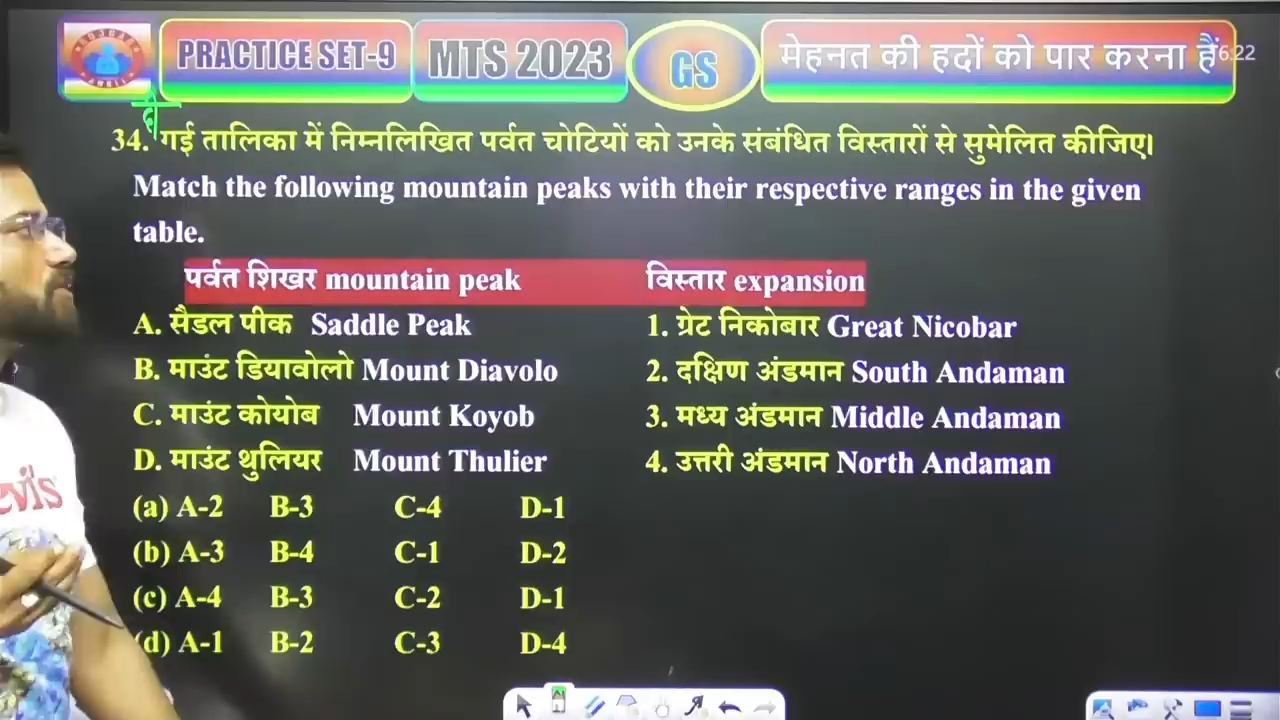 PRACTICE SET-9 MTS 2023 GS मेहनत की हदों को पार करना हैं 6:22
दी
34. गई तालिका में निम्नलिखित पर्वत चोटियों को उनके संबंधित विस्तारों से सुमेलित कीजिए।
Match the following mountain peaks with their respective ranges in the given
table.
पर्वत शिखर mountain peak विस्तार expansion
A. सैडल पीक Saddle Peak 1. ग्रेट निकोबार Great Nicobar
B. माउंट डियावोलो Mount Diavolo 2. दक्षिण अंडमान South Andaman
C. माउंट कोयोब Mount Koyob 3. मध्य अंडमान Middle Andaman
D. माउंट थुलियर Mount Thulier 4. उत्तरी अंडमान North Andaman
(a) A-2 B-3 C-4 D-1
(b) A-3 B-4 C-1 D-2
(c) A-4 B-3 C-2 D-1
(d) A-1 B-2 C-3 D-4